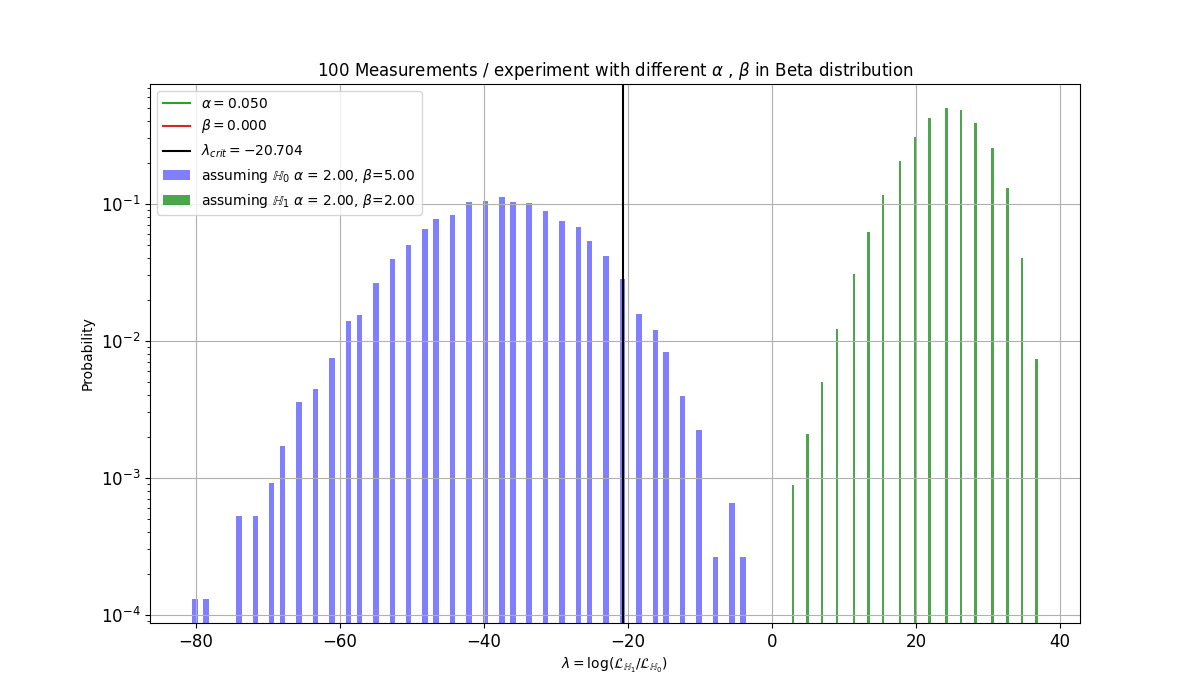 100 Measurements / experiment with different α , β in Beta distribution
α = 0.050
β = 0.000
λ_crit = −20.704
assuming ℍ₀ α = 2.00, β=5.00
assuming ℍ₁ α = 2.00, β=2.00
Probability
10⁻¹
10⁻²
10⁻³
10⁻⁴
−80 −60 −40 −20 0 20 40
λ = log(ℒ_ℍ₁/ℒ_ℍ₀)